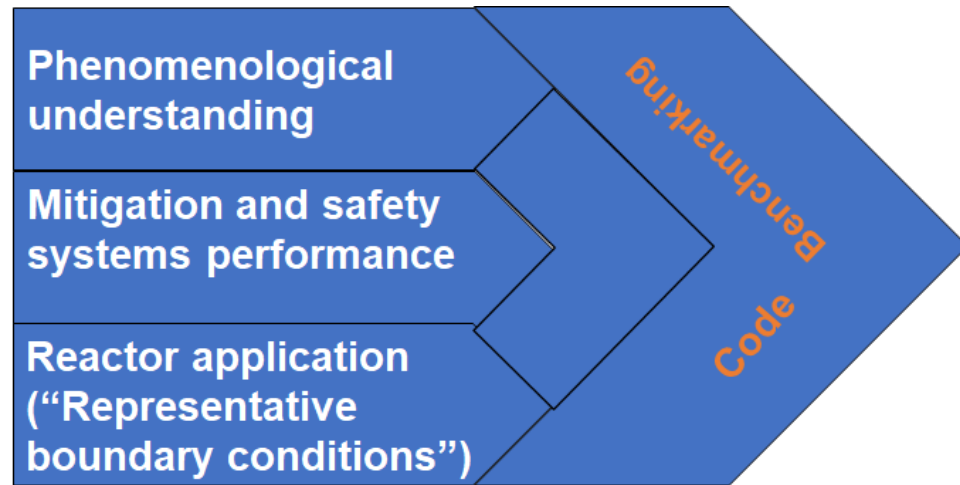 Phenomenological
understanding
Mitigation and safety
systems performance
Reactor application
(“Representative
boundary conditions”)
Code
Benchmarking